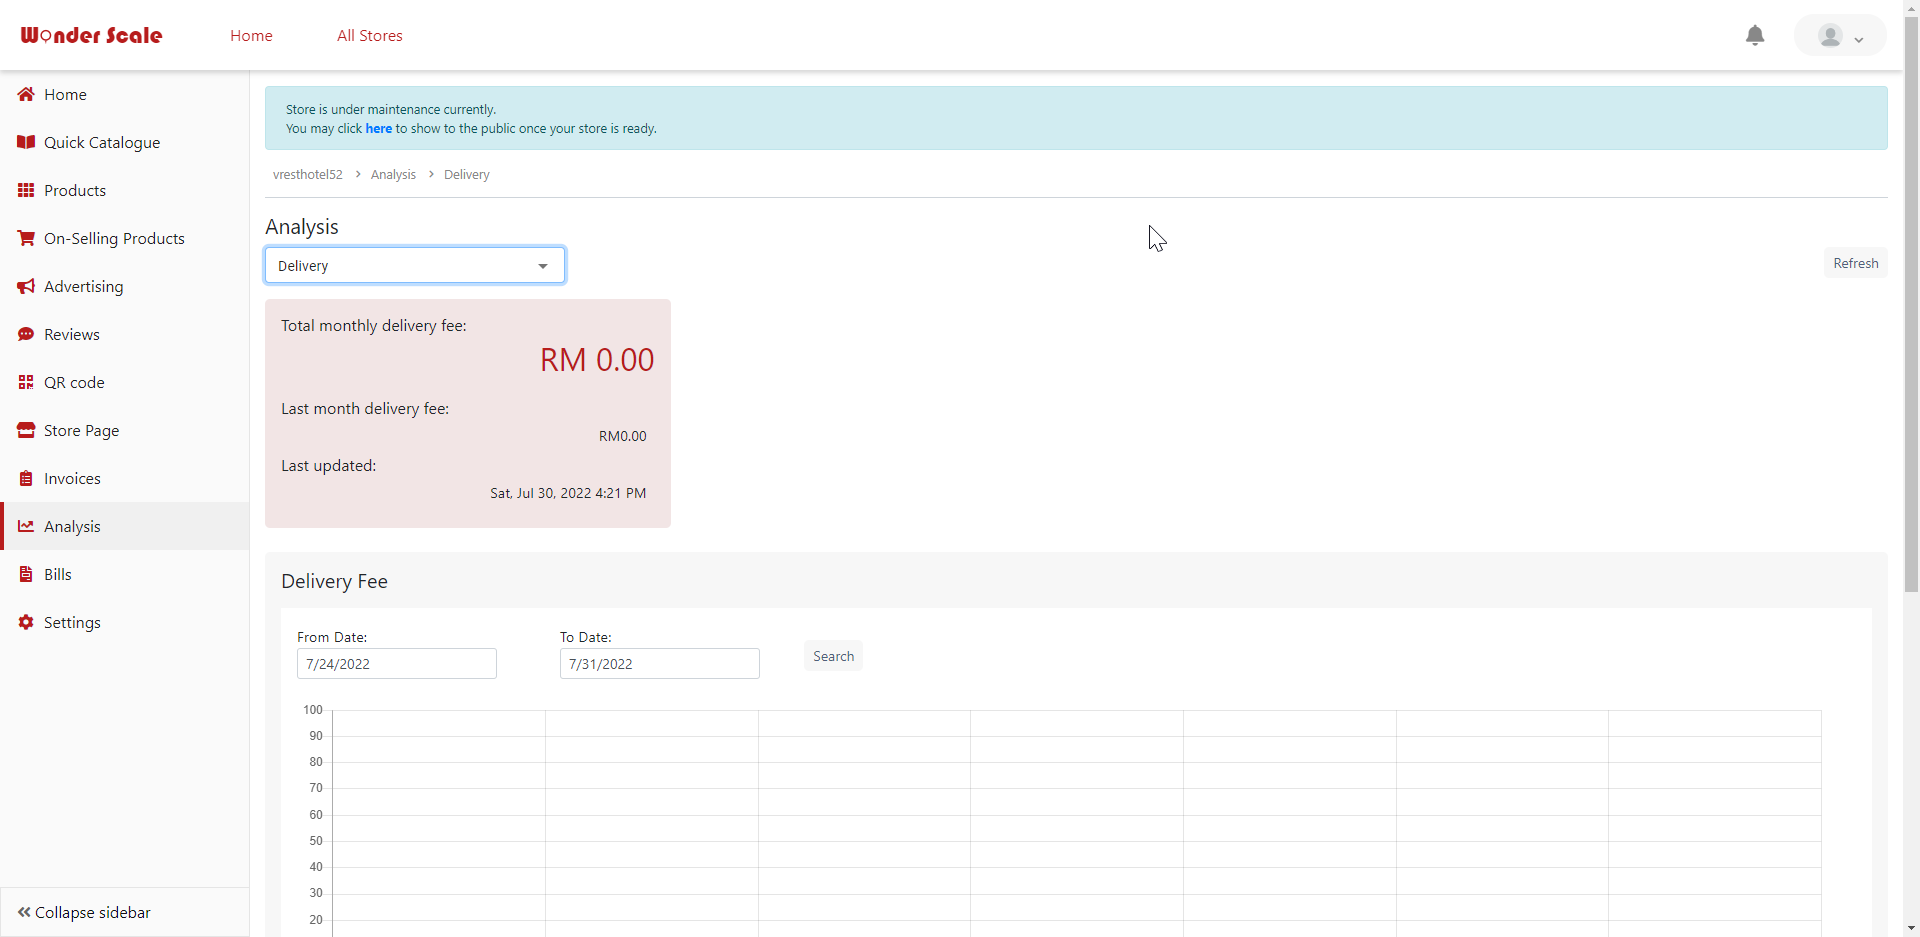 Wonder Scale
Home
All Stores
Home
Quick Catalogue
Products
On-Selling Products
Advertising
Reviews
QR code
Store Page
Invoices
Analysis
Bills
Settings
Collapse sidebar
Store is under maintenance currently.
You may click here to show to the public once your store is ready.
vresthotel52 > Analysis > Delivery
Analysis
Delivery
Refresh
Total monthly delivery fee:
RM 0.00
Last month delivery fee:
RM0.00
Last updated:
Sat, Jul 30, 2022 4:21 PM
Delivery Fee
From Date:
To Date:
7/24/2022
7/31/2022
Search
100
90
80
70
60
50
40
30
20